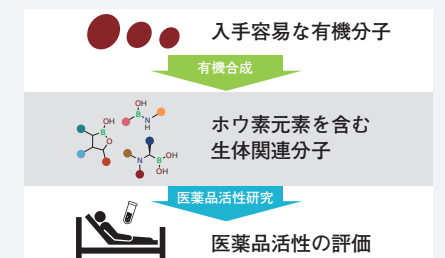 入手容易な有機分子
有機合成
OH
B
O
OH
B
N
H
N
B
OH
OH
ホウ素元素を含む
生体関連分子
医薬品活性研究
医薬品活性の評価